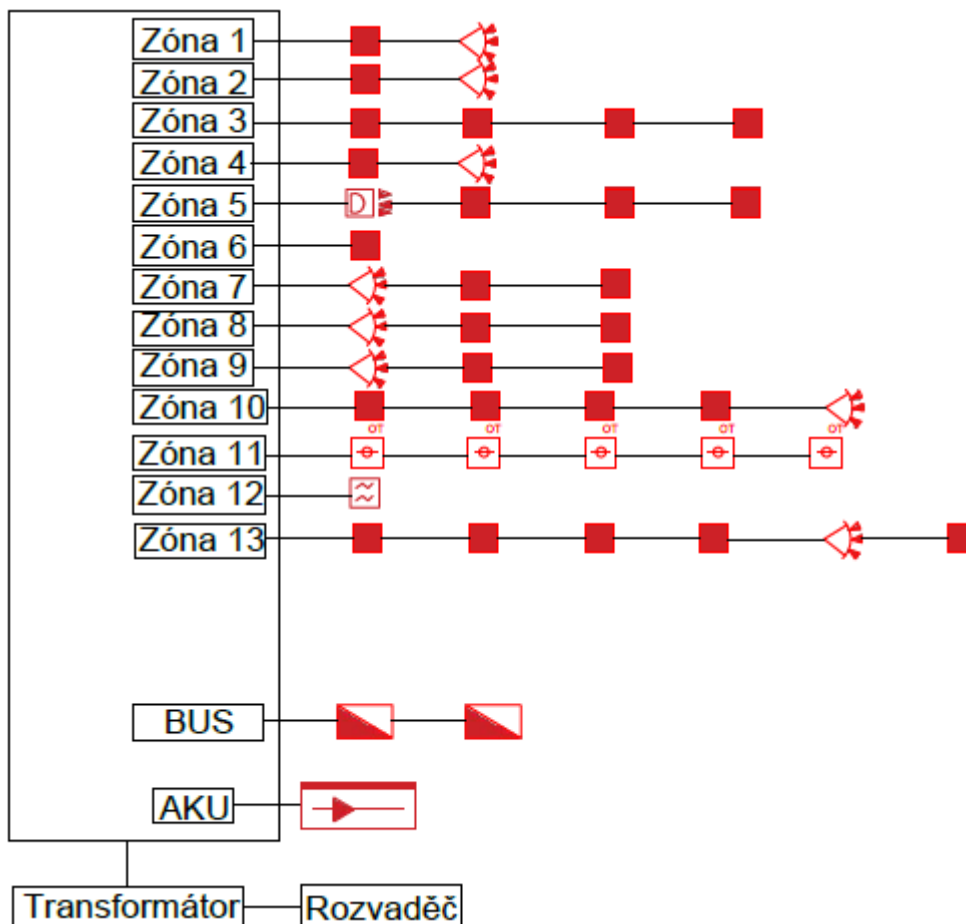 Zóna 1
Zóna 2
Zóna 3
Zóna 4
Zóna 5
Zóna 6
Zóna 7
Zóna 8
Zóna 9
Zóna 10
OT OT OT OT OT
Zóna 11
Zóna 12
Zóna 13
BUS
AKU
Transformátor
Rozvaděč